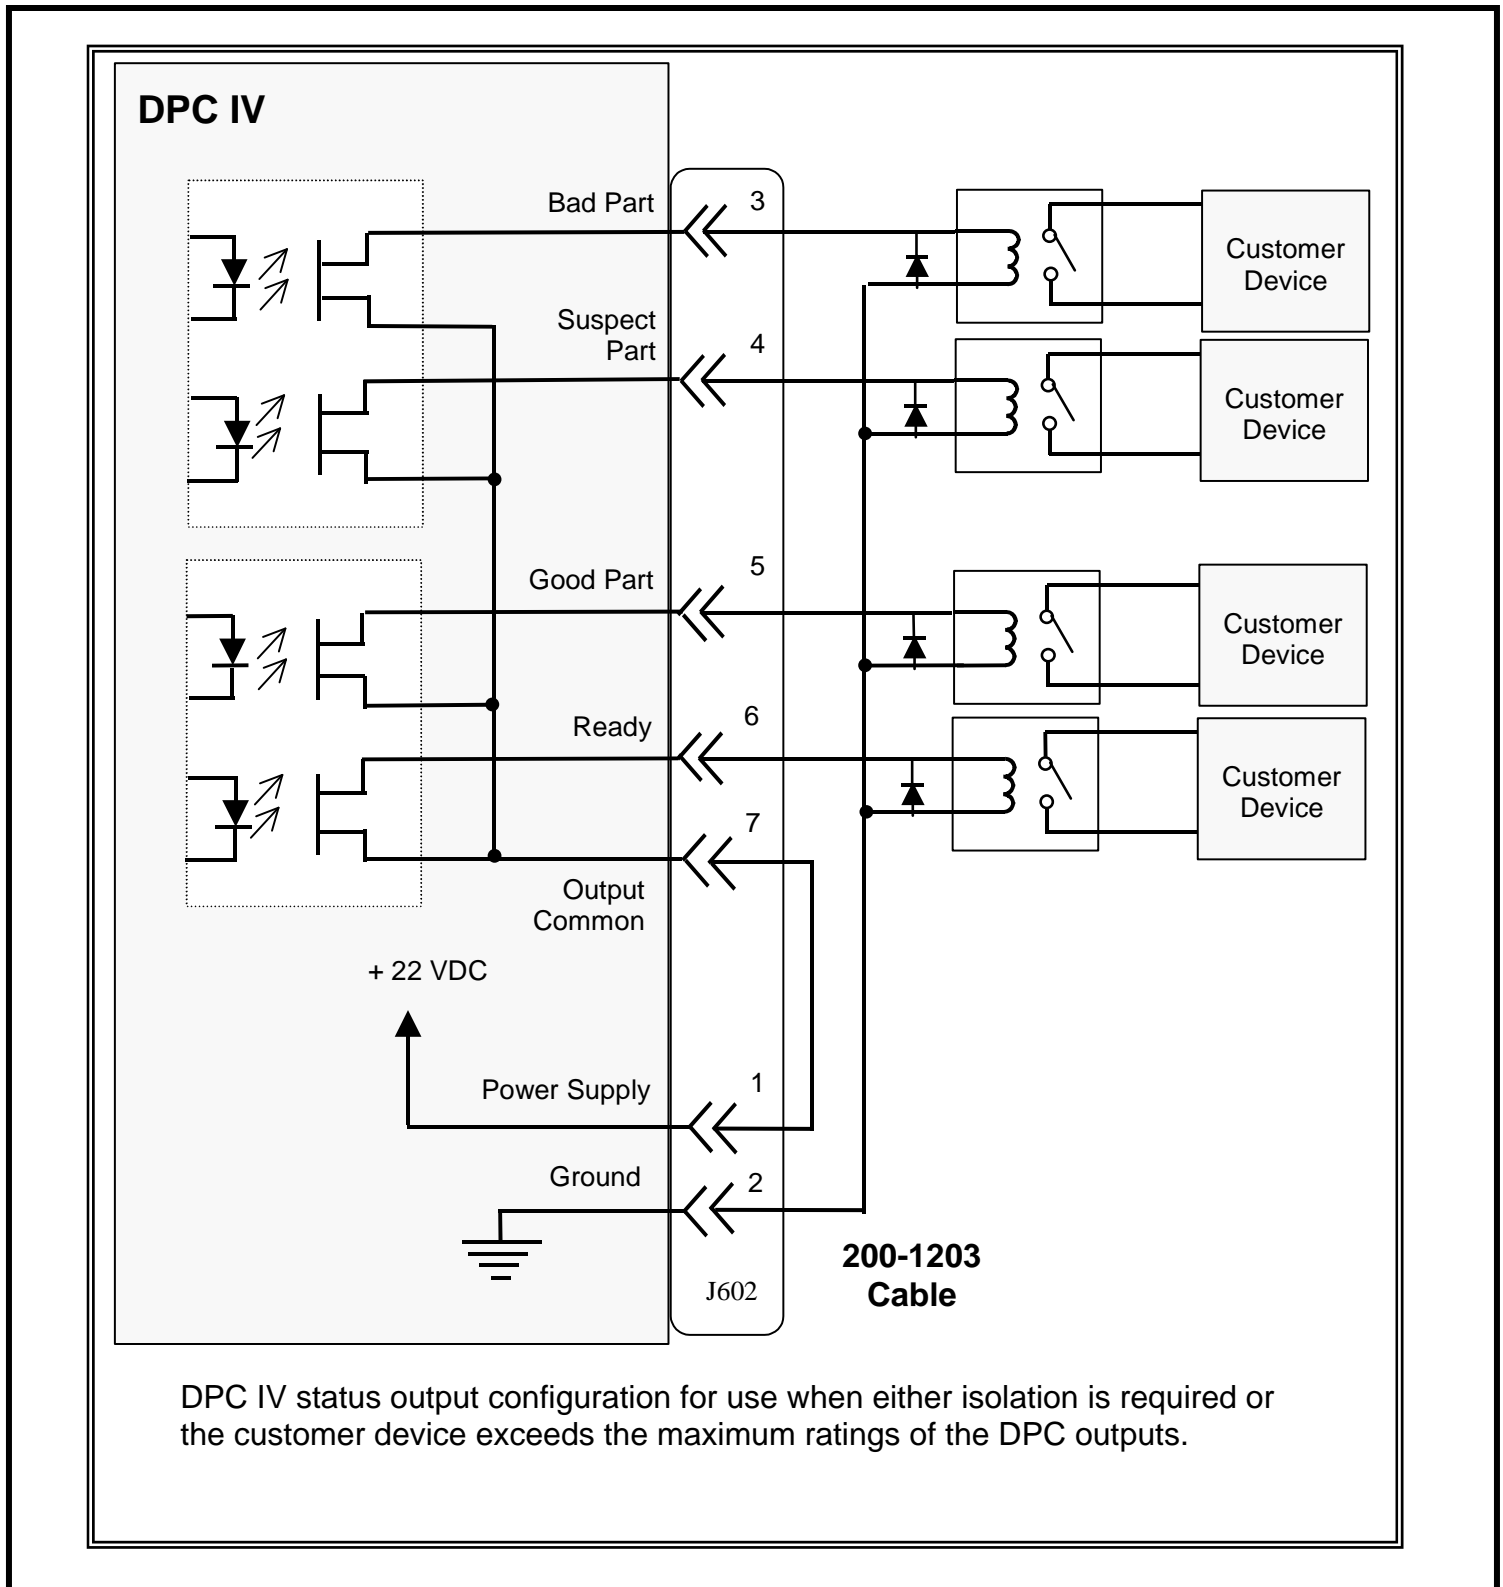 DPC IV
Bad Part
3
Customer
Device
Suspect
Part
4
Customer
Device
Good Part
5
Customer
Device
Ready
6
Customer
Device
7
Output
Common
+ 22 VDC
Power Supply
1
Ground
2
200-1203
Cable
J602
DPC IV status output configuration for use when either isolation is required or
the customer device exceeds the maximum ratings of the DPC outputs.